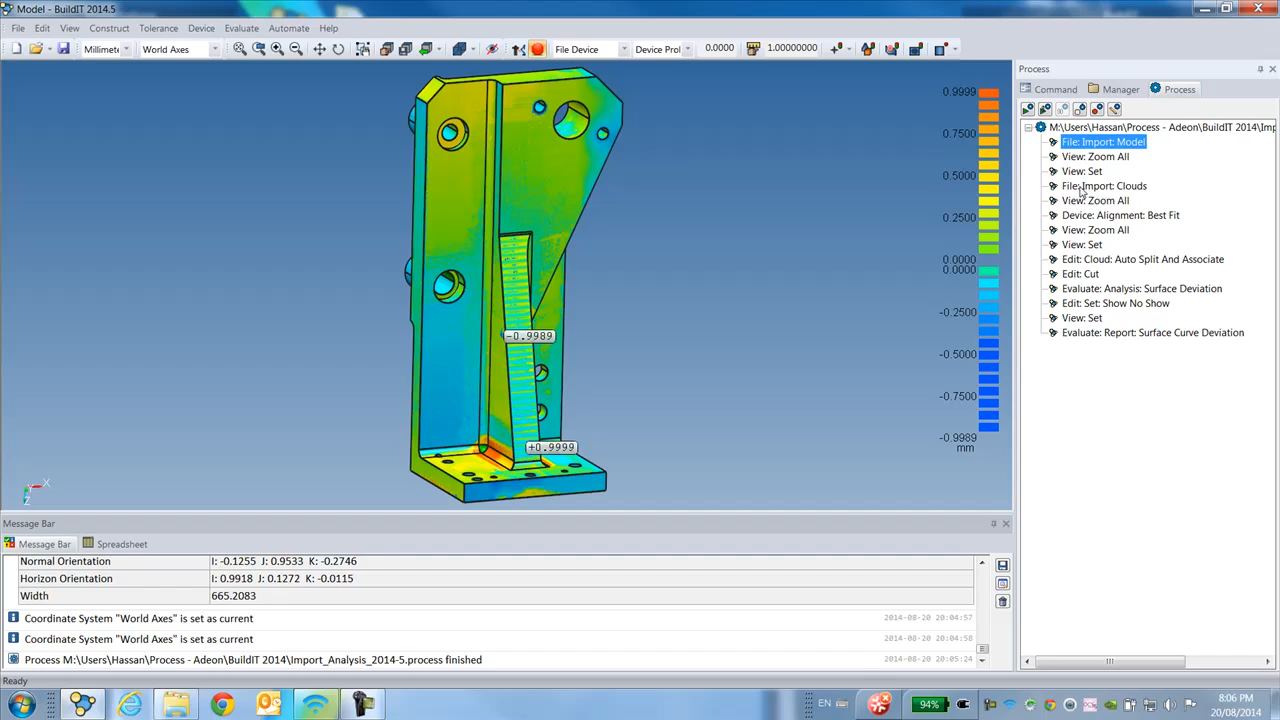 Model - BuildIT 2014.5
File Edit View Construct Tolerance Device Evaluate Automate Help
Millimete World Axes File Device Device Prol 0.0000 1.00000000
Process
Command Manager Process
M:\Users\Hassan\Process - Adeon\BuildIT 2014\Imp
File: Import: Model
View: Zoom All
View: Set
File: Import: Clouds
View: Zoom All
Device: Alignment: Best Fit
View: Zoom All
View: Set
Edit: Cloud: Auto Split And Associate
Edit: Cut
Evaluate: Analysis: Surface Deviation
Edit: Set: Show No Show
View: Set
Evaluate: Report: Surface Curve Deviation
0.9999
0.7500
0.5000
0.2500
0.0000
0.0000
-0.2500
-0.5000
-0.7500
-0.9989
mm
-0.9989
+0.9999
X
Z
Message Bar
Message Bar Spreadsheet
Normal Orientation I: -0.1255 J: 0.9533 K: -0.2746
Horizon Orientation I: 0.9918 J: 0.1272 K: -0.0115
Width 665.2083
Coordinate System "World Axes" is set as current 2014-08-20 20:04:57
Coordinate System "World Axes" is set as current 2014-08-20 20:04:58
Process M:\Users\Hassan\Process - Adeon\BuildIT 2014\Import_Analysis_2014-5.process finished 2014-08-20 20:05:24
Ready
EN 94% 8:06 PM
20/08/2014